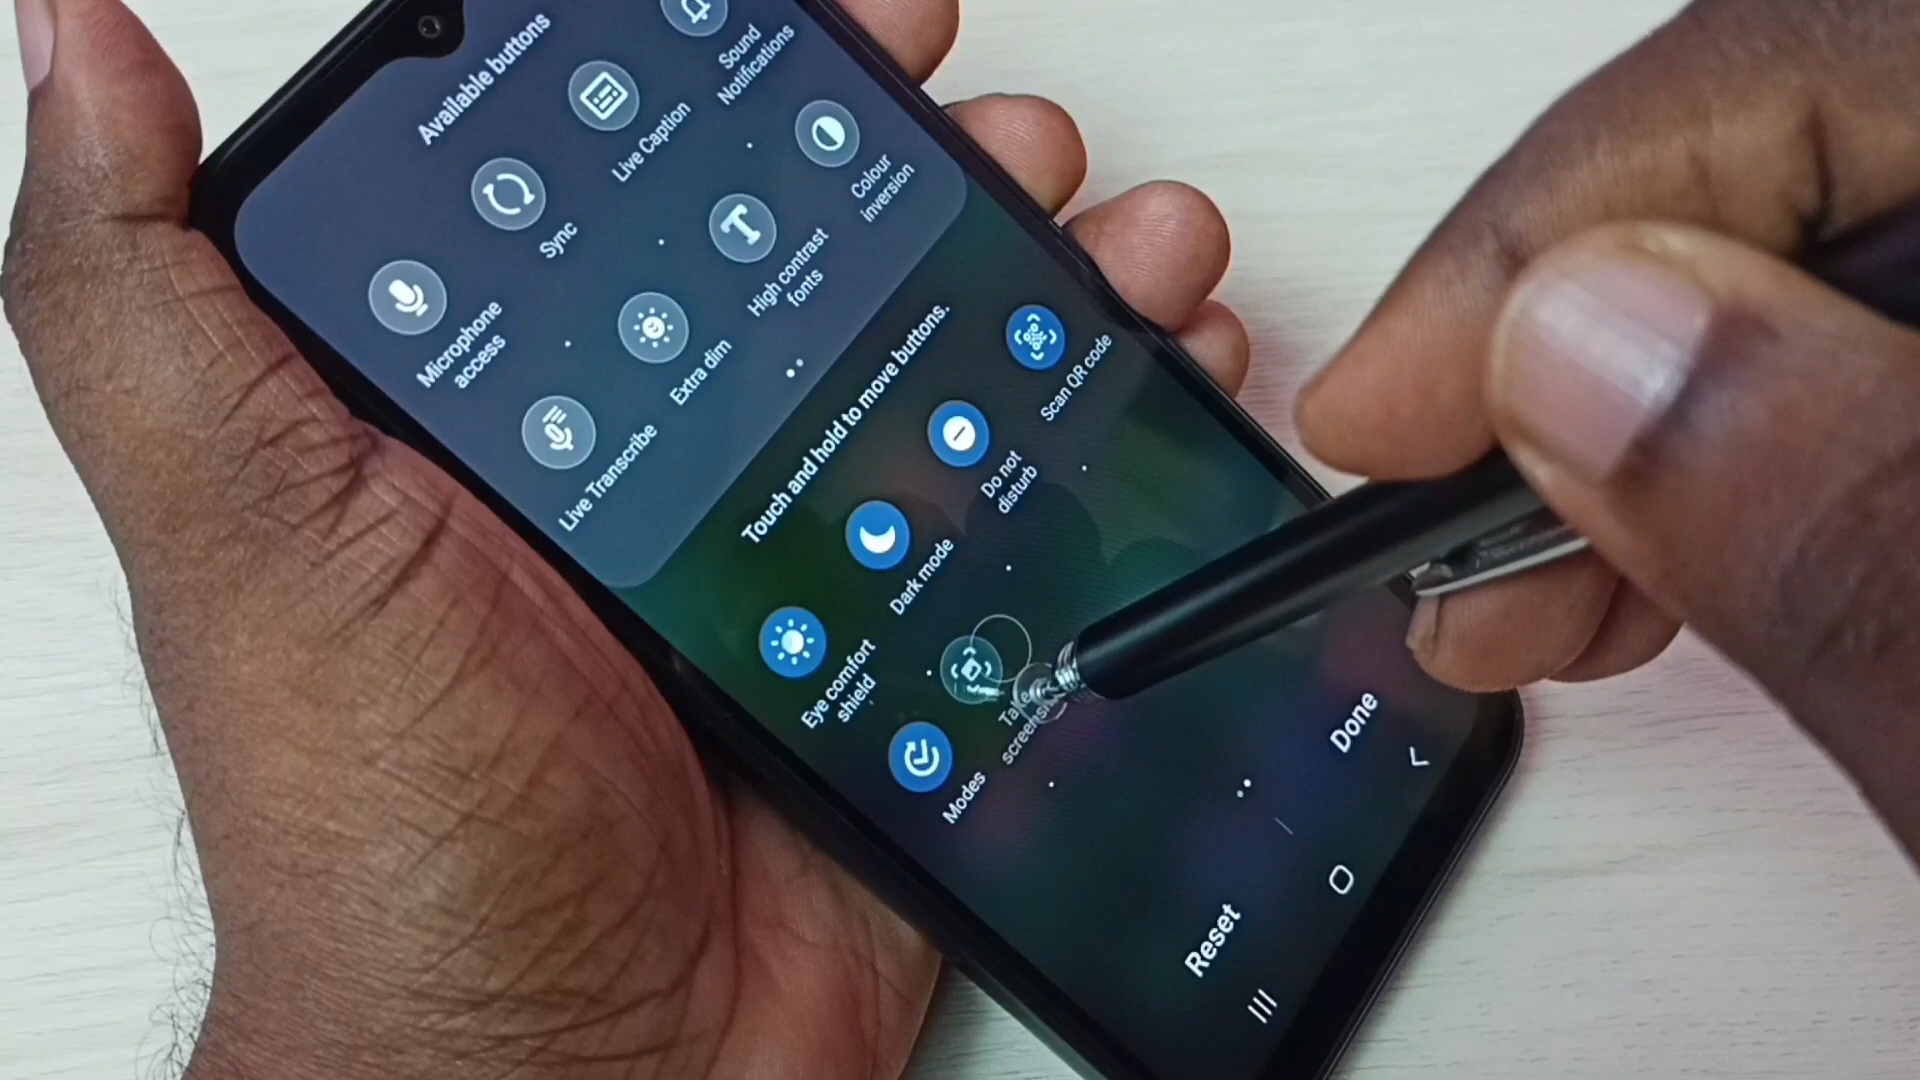 Available buttons
Microphone
access
Sync
Live Caption
Sound
Notifications
Live Transcribe
Extra dim
High contrast
fonts
Colour
inversion
Touch and hold to move buttons.
Eye comfort
shield
Dark mode
Do not
disturb
Scan QR code
Modes
Reset
Done